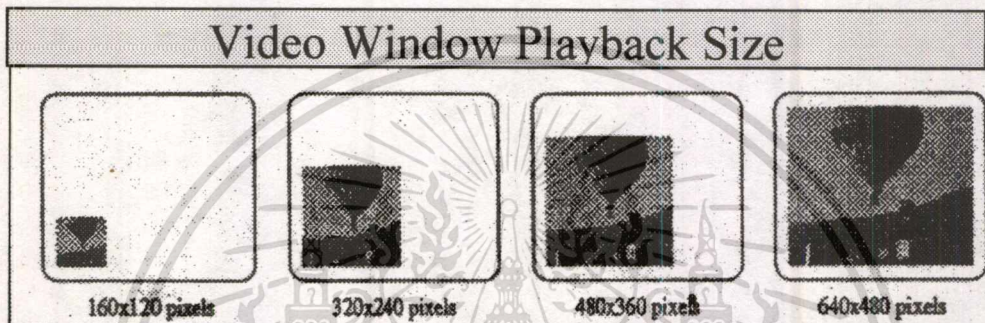 Video Window Playback Size
160x120 pixels
320x240 pixels
480x360 pixels
640x480 pixels